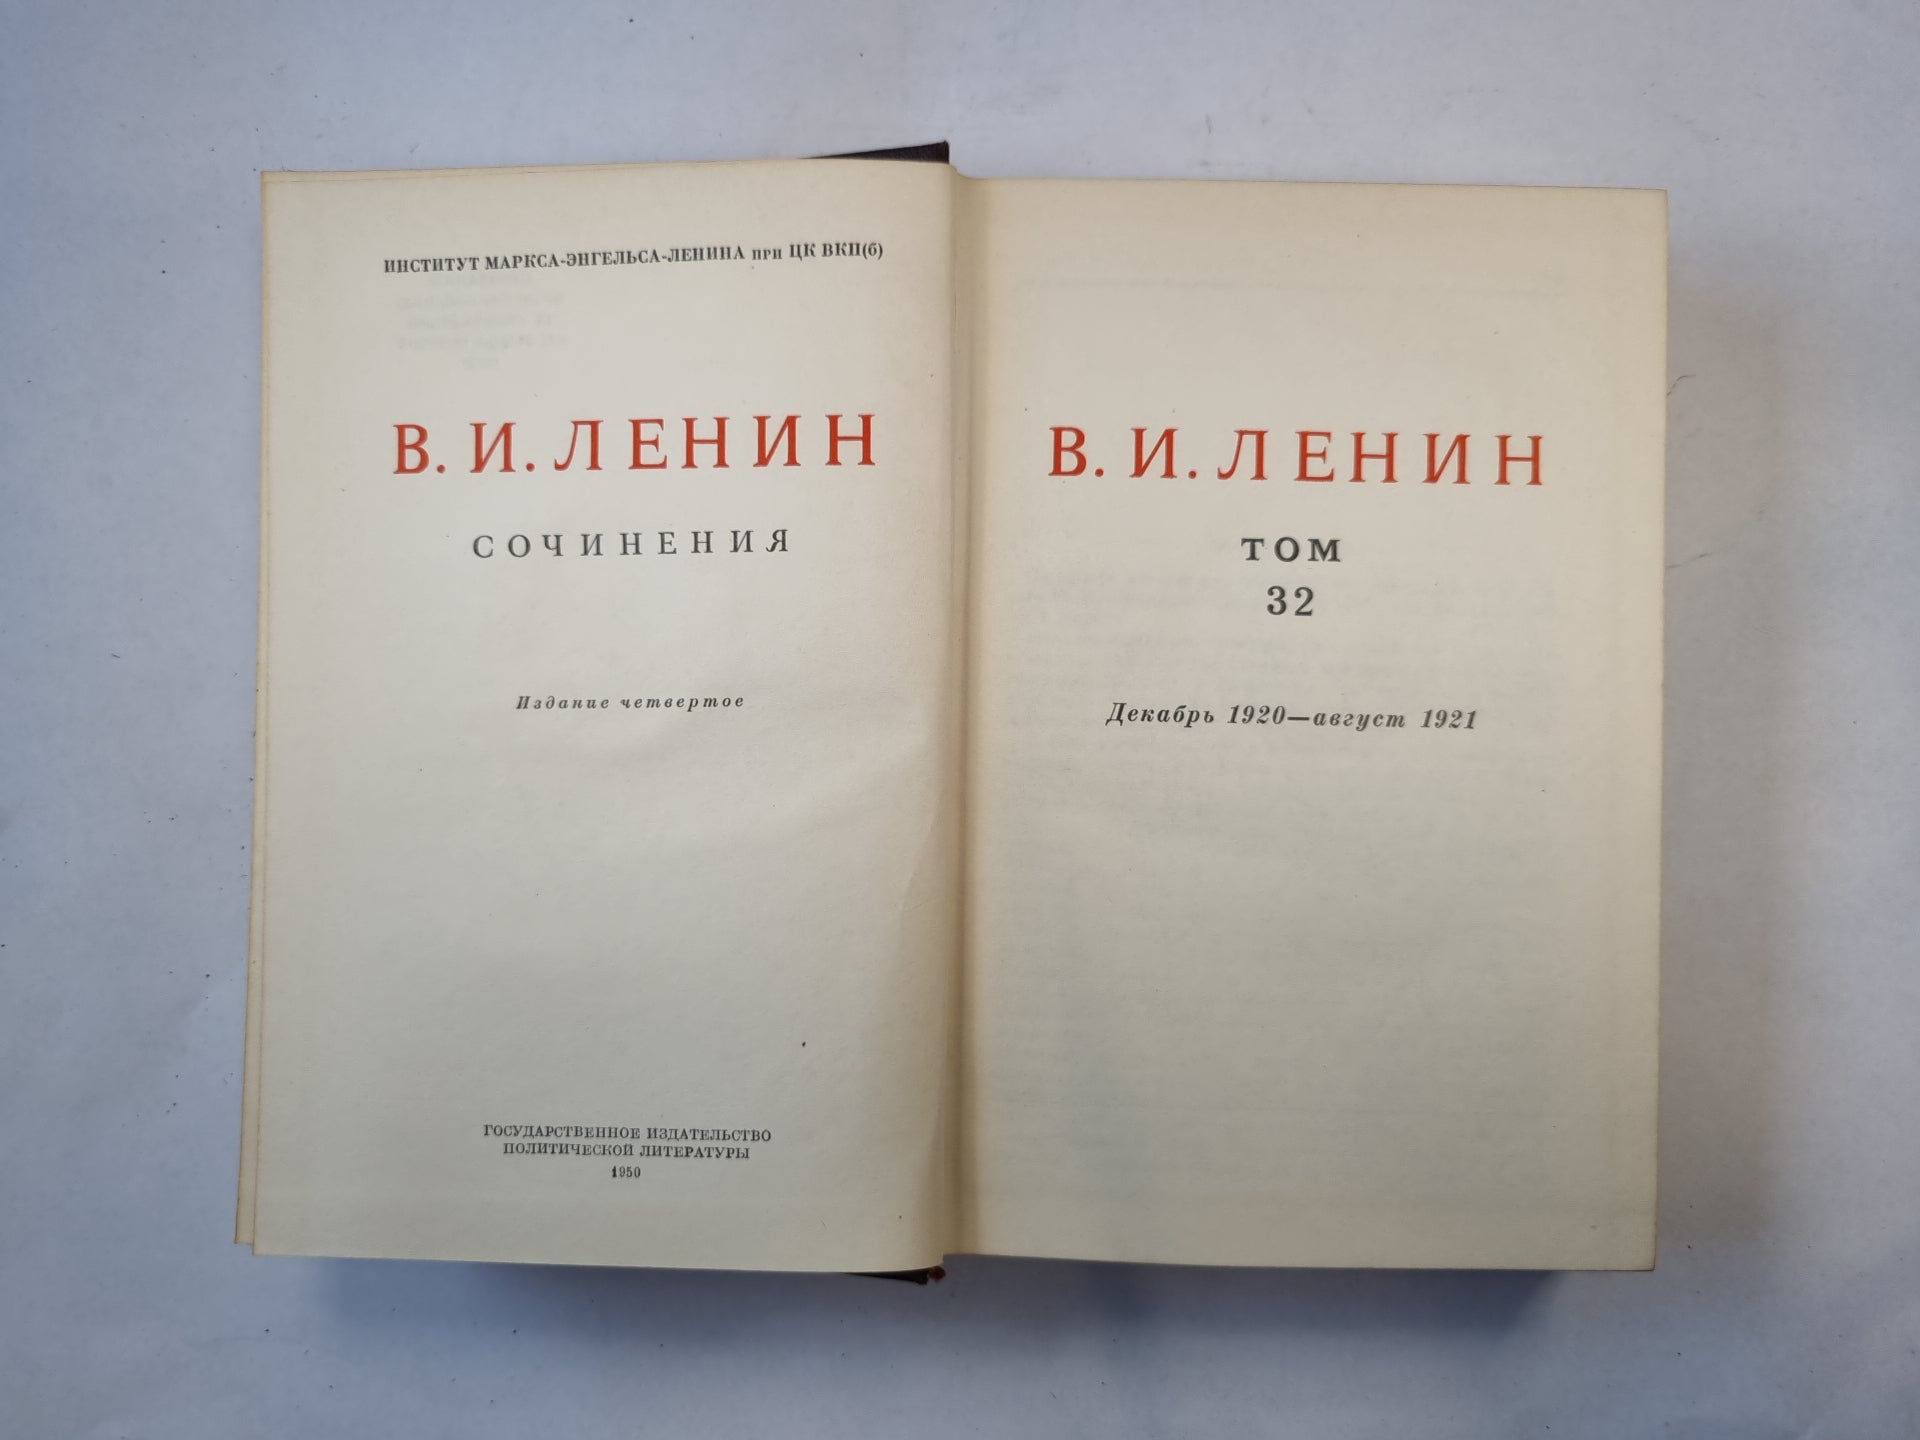 ИНСТИТУТ МАРКСА-ЭНГЕЛЬСА-ЛЕНИНА при ЦК ВКП(б)
В. И. ЛЕНИН
СОЧИНЕНИЯ
Издание четвертое
ГОСУДАРСТВЕННОЕ ИЗДАТЕЛЬСТВО
ПОЛИТИЧЕСКОЙ ЛИТЕРАТУРЫ
1950
В. И. ЛЕНИН
ТОМ
32
Декабрь 1920—август 1921